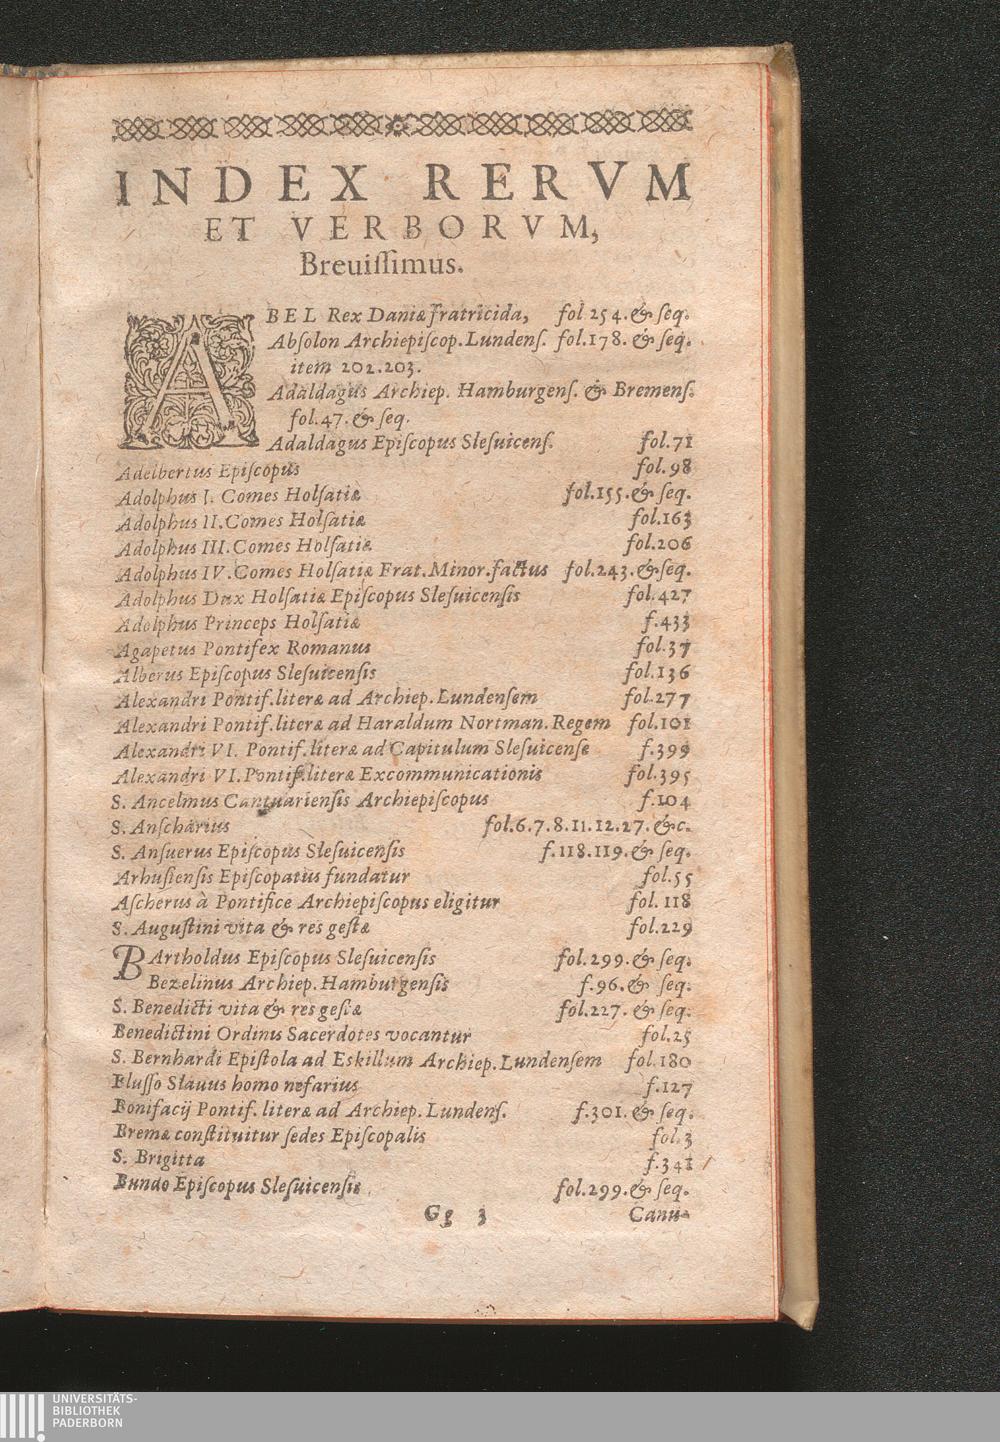 INDEX RERVM
ET VERBORVM,
Breuiſſimus.
ABEL Rex Daniæ fratricida, fol 254. & ſeq.
Abſolon Archiepiſcop. Lundenſ. fol.178. & ſeq.
item 202.203.
Adaldagus Archiep. Hamburgenſ. & Bremenſ.
fol.47. & ſeq.
Adaldagus Epiſcopus Sleſuicenſ. fol.71
Adelbertus Epiſcopus fol.98
Adolphus I. Comes Holſatiæ fol.155.& ſeq.
Adolphus II.Comes Holſatiæ fol.163
Adolphus III.Comes Holſatiæ fol.206
Adolphus IV.Comes Holſatiæ Frat.Minor.factus fol.243.&ſeq.
Adolphus Dux Holſatiæ Epiſcopus Sleſuicenſis fol.427
Adolphus Princeps Holſatiæ f.433
Agapetus Pontifex Romanus fol.37
Alberus Epiſcopus Sleſuicenſis fol.136
Alexandri Pontif.literæ ad Archiep.Lundenſem fol.277
Alexandri Pontif.literæ ad Haraldum Nortman.Regem fol.101
Alexandri VI. Pontif.literæ ad Capitulum Sleſuicenſe f.399
Alexandri VI.Pontif.literæ Excommunicationis fol.395
S. Ancelmus Cantuarienſis Archiepiſcopus f.104
S. Anſcharius fol.6.7.8.11.12.27. &c.
S. Anſuerus Epiſcopus Sleſuicenſis f.118.119.& ſeq.
Arhuſienſis Epiſcopatus fundatur fol.55
Aſcherus à Pontifice Archiepiſcopus eligitur fol.118
S. Auguſtini vita & res geſtæ fol.229
BArtholdus Epiſcopus Sleſuicenſis fol.299.& ſeq.
Bezelinus Archiep.Hamburgenſis f.96.& ſeq.
S. Benedicti vita & res geſtæ fol.227. & ſeq.
Benedictini Ordinis Sacerdotes vocantur fol.25
S. Bernhardi Epiſtola ad Eskillum Archiep.Lundenſem fol.180
Bluſſo Slauus homo nefarius f.127
Bonifacij Pontif. literæ ad Archiep.Lundenſ. f.301. & ſeq.
Bremæ conſtituitur ſedes Epiſcopalis fol.3
S. Brigitta f.341
Bundo Epiſcopus Sleſuicenſis fol.299.& ſeq.
Gg 3 Canu-
UNIVERSITÄTS-
BIBLIOTHEK
PADERBORN